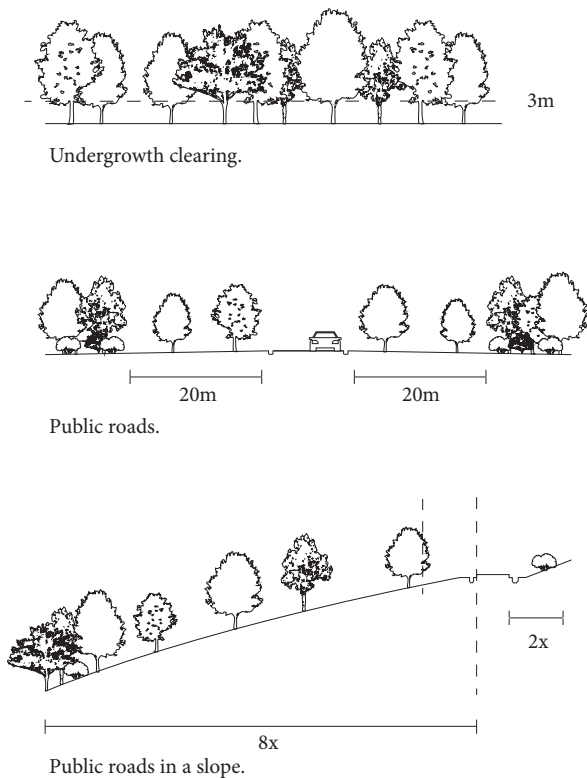 3m
Undergrowth clearing.
20m
20m
Public roads.
2x
8x
Public roads in a slope.